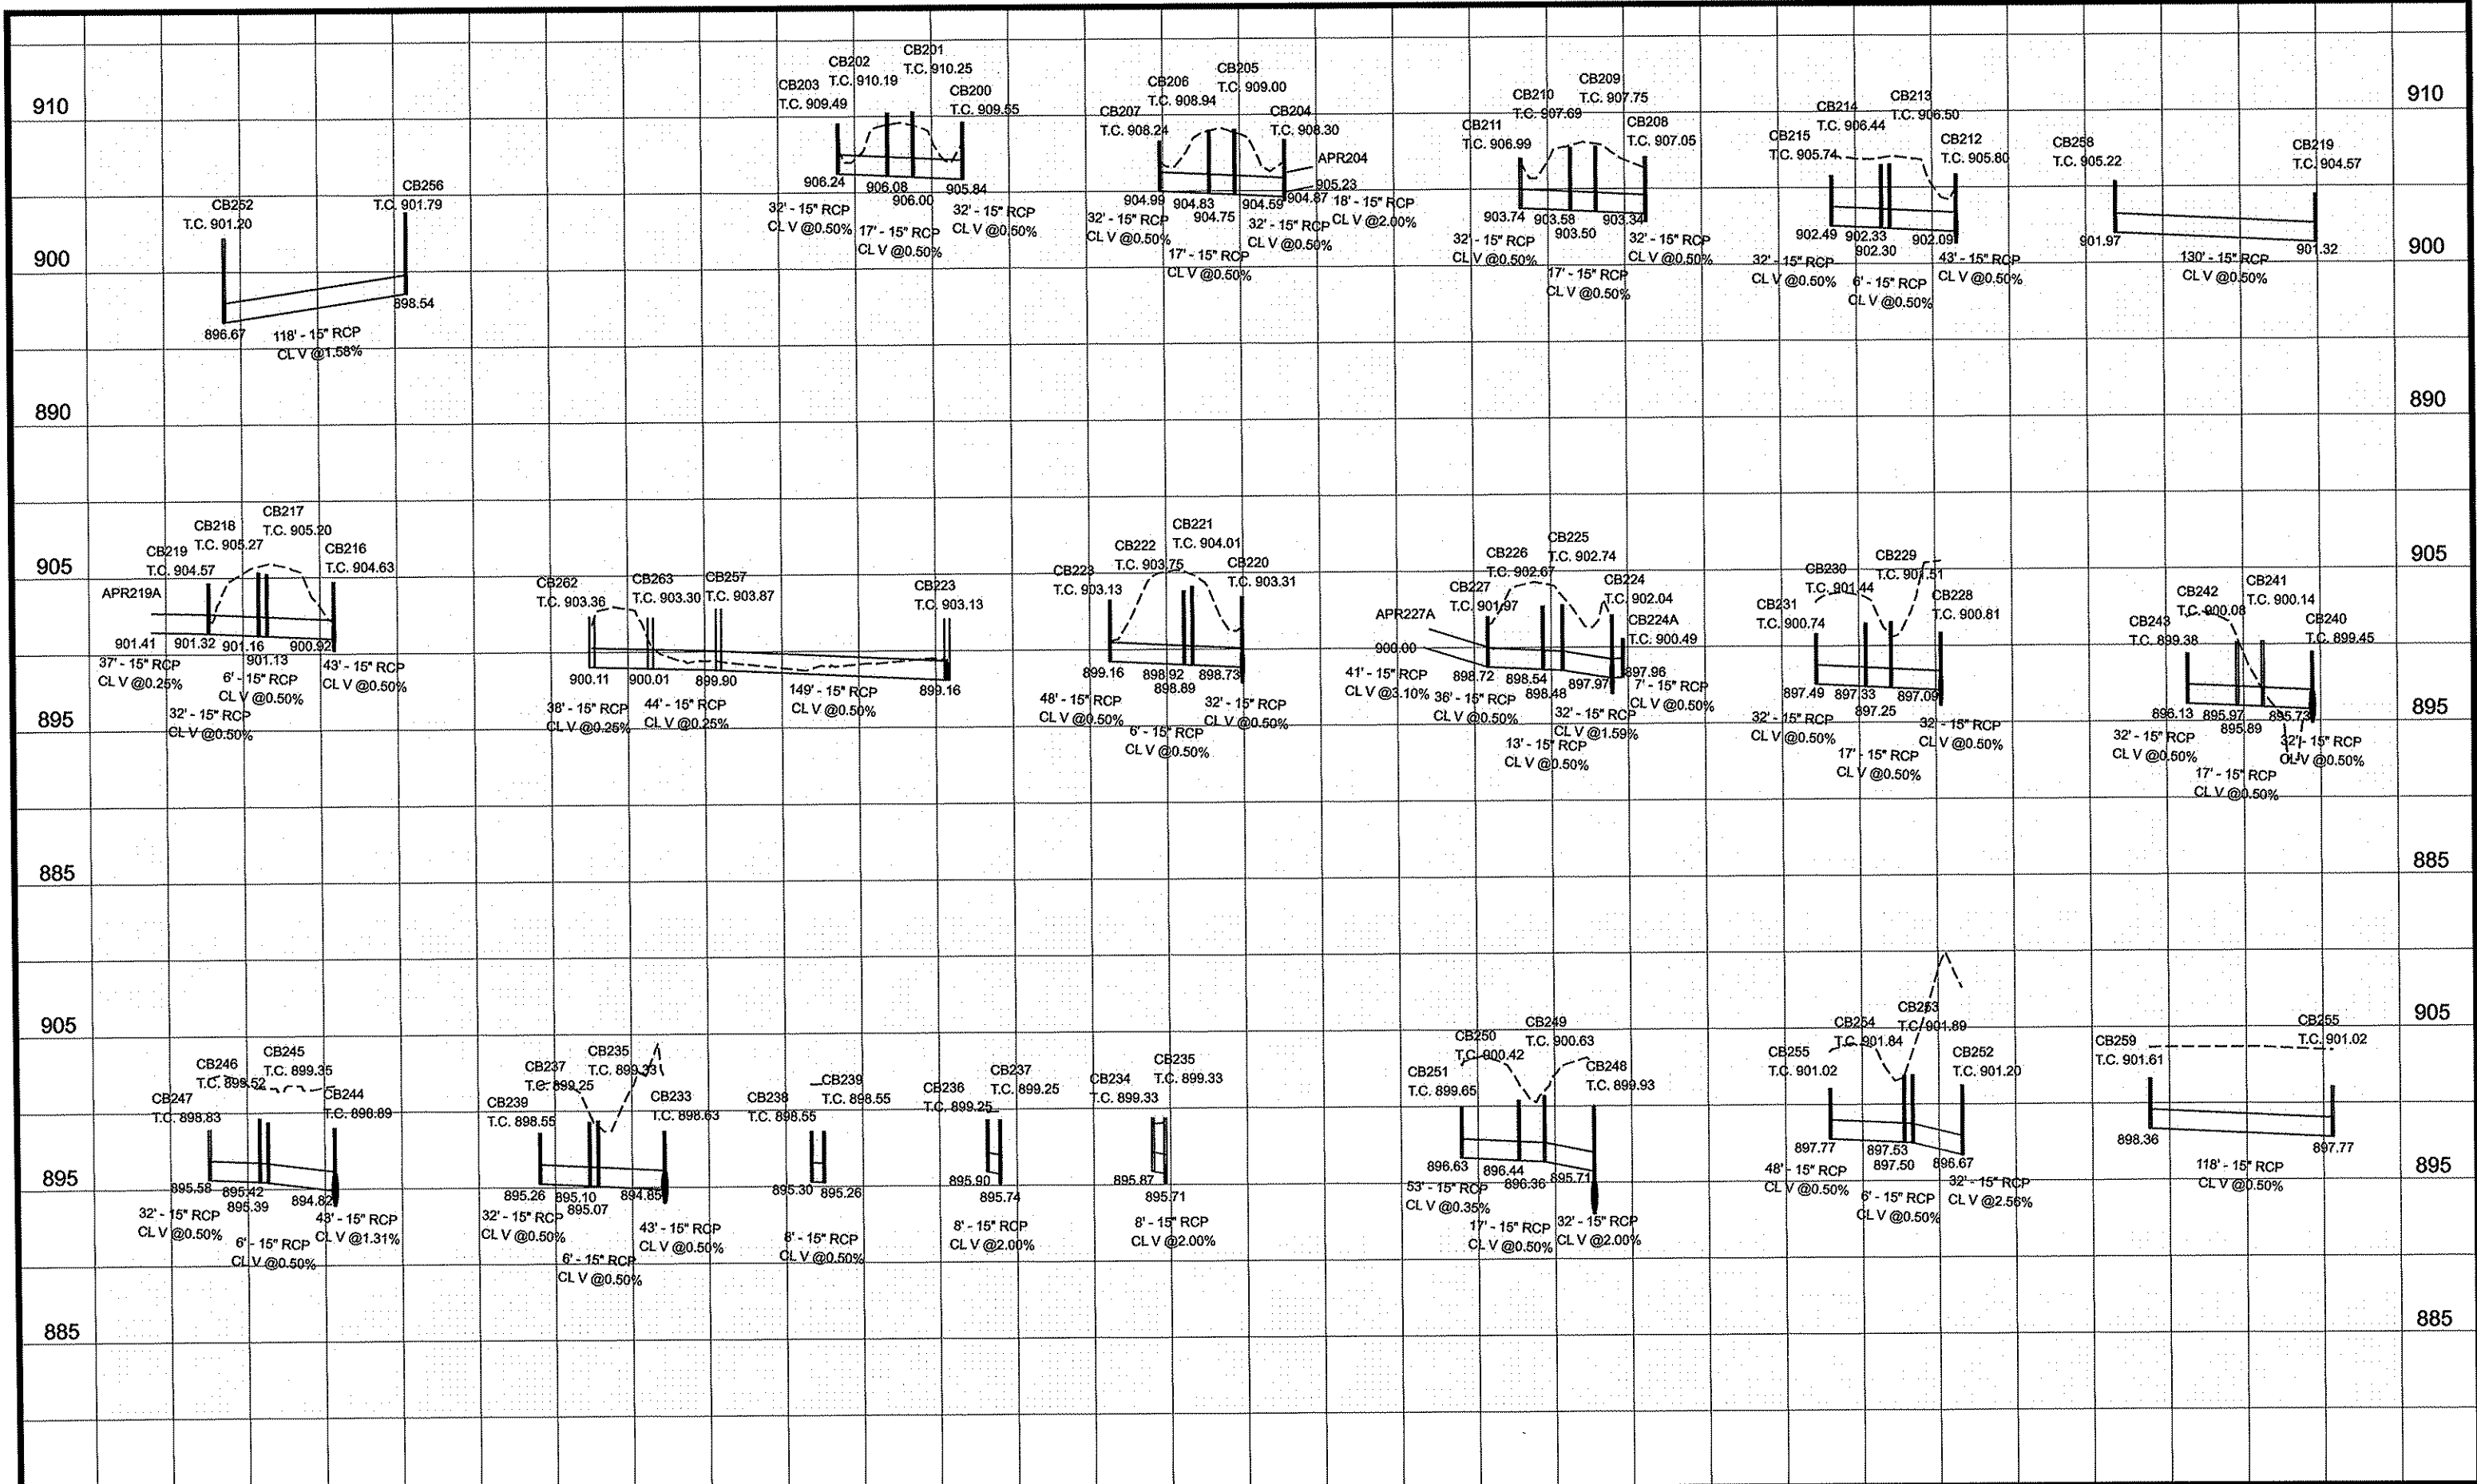 910
910
CB203
T.C. 909.49
CB202
T.C. 910.19
CB201
T.C. 910.25
CB200
T.C. 909.55
906.24
906.08
906.00
905.84
32' - 15" RCP
CL V @0.50%
17' - 15" RCP
CL V @0.50%
32' - 15" RCP
CL V @0.50%
CB207
T.C. 908.24
CB206
T.C. 908.94
CB205
T.C. 909.00
CB204
T.C. 908.30
APR204
905.23
904.99
904.83
904.75
904.59
904.87
32' - 15" RCP
CL V @0.50%
17' - 15" RCP
CL V @0.50%
32' - 15" RCP
CL V @0.50%
18' - 15" RCP
CL V @2.00%
CB211
T.C. 906.99
CB210
T.C. 907.69
CB209
T.C. 907.75
CB208
T.C. 907.05
903.74
903.58
903.50
903.34
32' - 15" RCP
CL V @0.50%
17' - 15" RCP
CL V @0.50%
32' - 15" RCP
CL V @0.50%
CB215
T.C. 905.74
CB214
T.C. 906.44
CB213
T.C. 906.50
CB212
T.C. 905.80
902.49
902.33
902.30
902.09
32' - 15" RCP
CL V @0.50%
6' - 15" RCP
CL V @0.50%
43' - 15" RCP
CL V @0.50%
CB258
T.C. 905.22
CB219
T.C. 904.57
901.97
901.32
130' - 15" RCP
CL V @0.50%
CB252
T.C. 901.20
CB256
T.C. 901.79
896.67
898.54
118' - 15" RCP
CL V @1.58%
900
900
890
890
905
905
CB219
T.C. 904.57
CB218
T.C. 905.27
CB217
T.C. 905.20
CB216
T.C. 904.63
APR219A
901.41
901.32
901.16
901.13
900.92
37' - 15" RCP
CL V @0.25%
32' - 15" RCP
CL V @0.50%
6' - 15" RCP
CL V @0.50%
43' - 15" RCP
CL V @0.50%
CB262
T.C. 903.36
CB263
T.C. 903.30
CB257
T.C. 903.87
CB223
T.C. 903.13
900.11
900.01
899.90
899.16
38' - 15" RCP
CL V @0.25%
44' - 15" RCP
CL V @0.25%
149' - 15" RCP
CL V @0.50%
CB223
T.C. 903.13
CB222
T.C. 903.75
CB221
T.C. 904.01
CB220
T.C. 903.31
899.16
898.92
898.89
898.73
48' - 15" RCP
CL V @0.50%
6' - 15" RCP
CL V @0.50%
32' - 15" RCP
CL V @0.50%
APR227A
900.00
CB227
T.C. 901.97
CB226
T.C. 902.67
CB225
T.C. 902.74
CB224
T.C. 902.04
CB224A
T.C. 900.49
898.72
898.54
898.48
897.97
897.96
41' - 15" RCP
CL V @3.10%
36' - 15" RCP
CL V @0.50%
13' - 15" RCP
CL V @0.50%
32' - 15" RCP
CL V @1.59%
7' - 15" RCP
CL V @0.50%
CB231
T.C. 900.74
CB230
T.C. 901.44
CB229
T.C. 901.51
CB228
T.C. 900.81
897.49
897.33
897.25
897.09
32' - 15" RCP
CL V @0.50%
17' - 15" RCP
CL V @0.50%
32' - 15" RCP
CL V @0.50%
CB243
T.C. 899.38
CB242
T.C. 900.08
CB241
T.C. 900.14
CB240
T.C. 899.45
896.13
895.97
895.89
895.73
32' - 15" RCP
CL V @0.50%
17' - 15" RCP
CL V @0.50%
32' - 15" RCP
CL V @0.50%
895
895
885
885
905
905
CB247
T.C. 898.83
CB246
T.C. 899.52
CB245
T.C. 899.35
CB244
T.C. 898.89
895.58
895.42
895.39
894.82
32' - 15" RCP
CL V @0.50%
6' - 15" RCP
CL V @0.50%
43' - 15" RCP
CL V @1.31%
CB239
T.C. 898.55
CB237
T.C. 899.25
CB235
T.C. 899.33
CB233
T.C. 898.63
895.26
895.10
895.07
894.85
32' - 15" RCP
CL V @0.50%
6' - 15" RCP
CL V @0.50%
43' - 15" RCP
CL V @0.50%
CB238
T.C. 898.55
CB239
T.C. 898.55
895.30
895.26
8' - 15" RCP
CL V @0.50%
CB236
T.C. 899.25
CB237
T.C. 899.25
895.90
895.74
8' - 15" RCP
CL V @2.00%
CB234
T.C. 899.33
CB235
T.C. 899.33
895.87
895.71
8' - 15" RCP
CL V @2.00%
CB251
T.C. 899.65
CB250
T.C. 900.42
CB249
T.C. 900.63
CB248
T.C. 899.93
896.63
896.44
896.36
895.71
53' - 15" RCP
CL V @0.35%
17' - 15" RCP
CL V @0.50%
32' - 15" RCP
CL V @2.00%
CB255
T.C. 901.02
CB254
T.C. 901.84
CB253
T.C. 901.89
CB252
T.C. 901.20
897.77
897.53
897.50
896.67
48' - 15" RCP
CL V @0.50%
6' - 15" RCP
CL V @0.50%
32' - 15" RCP
CL V @2.56%
CB259
T.C. 901.61
CB255
T.C. 901.02
898.36
897.77
118' - 15" RCP
CL V @0.50%
895
895
885
885